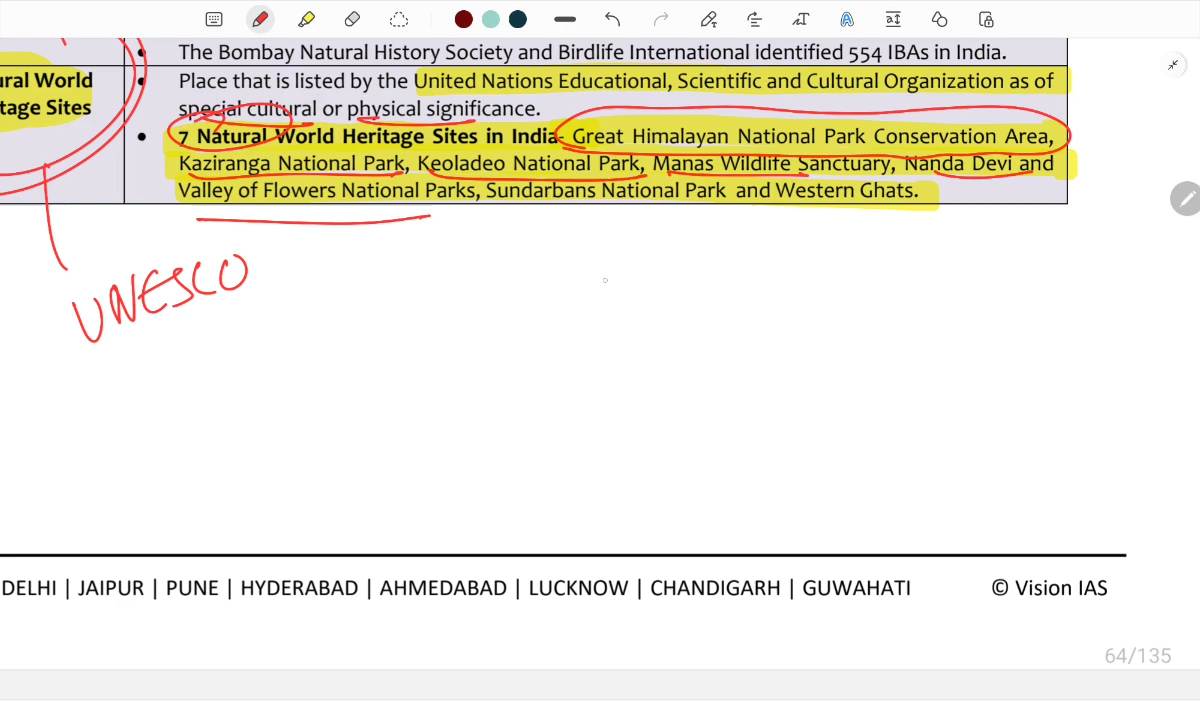 • The Bombay Natural History Society and Birdlife International identified 554 IBAs in India.
ural World
tage Sites
• Place that is listed by the United Nations Educational, Scientific and Cultural Organization as of
special cultural or physical significance.
• 7 Natural World Heritage Sites in India- Great Himalayan National Park Conservation Area,
Kaziranga National Park, Keoladeo National Park, Manas Wildlife Sanctuary, Nanda Devi and
Valley of Flowers National Parks, Sundarbans National Park and Western Ghats.
UNESCO
DELHI | JAIPUR | PUNE | HYDERABAD | AHMEDABAD | LUCKNOW | CHANDIGARH | GUWAHATI © Vision IAS
64/135